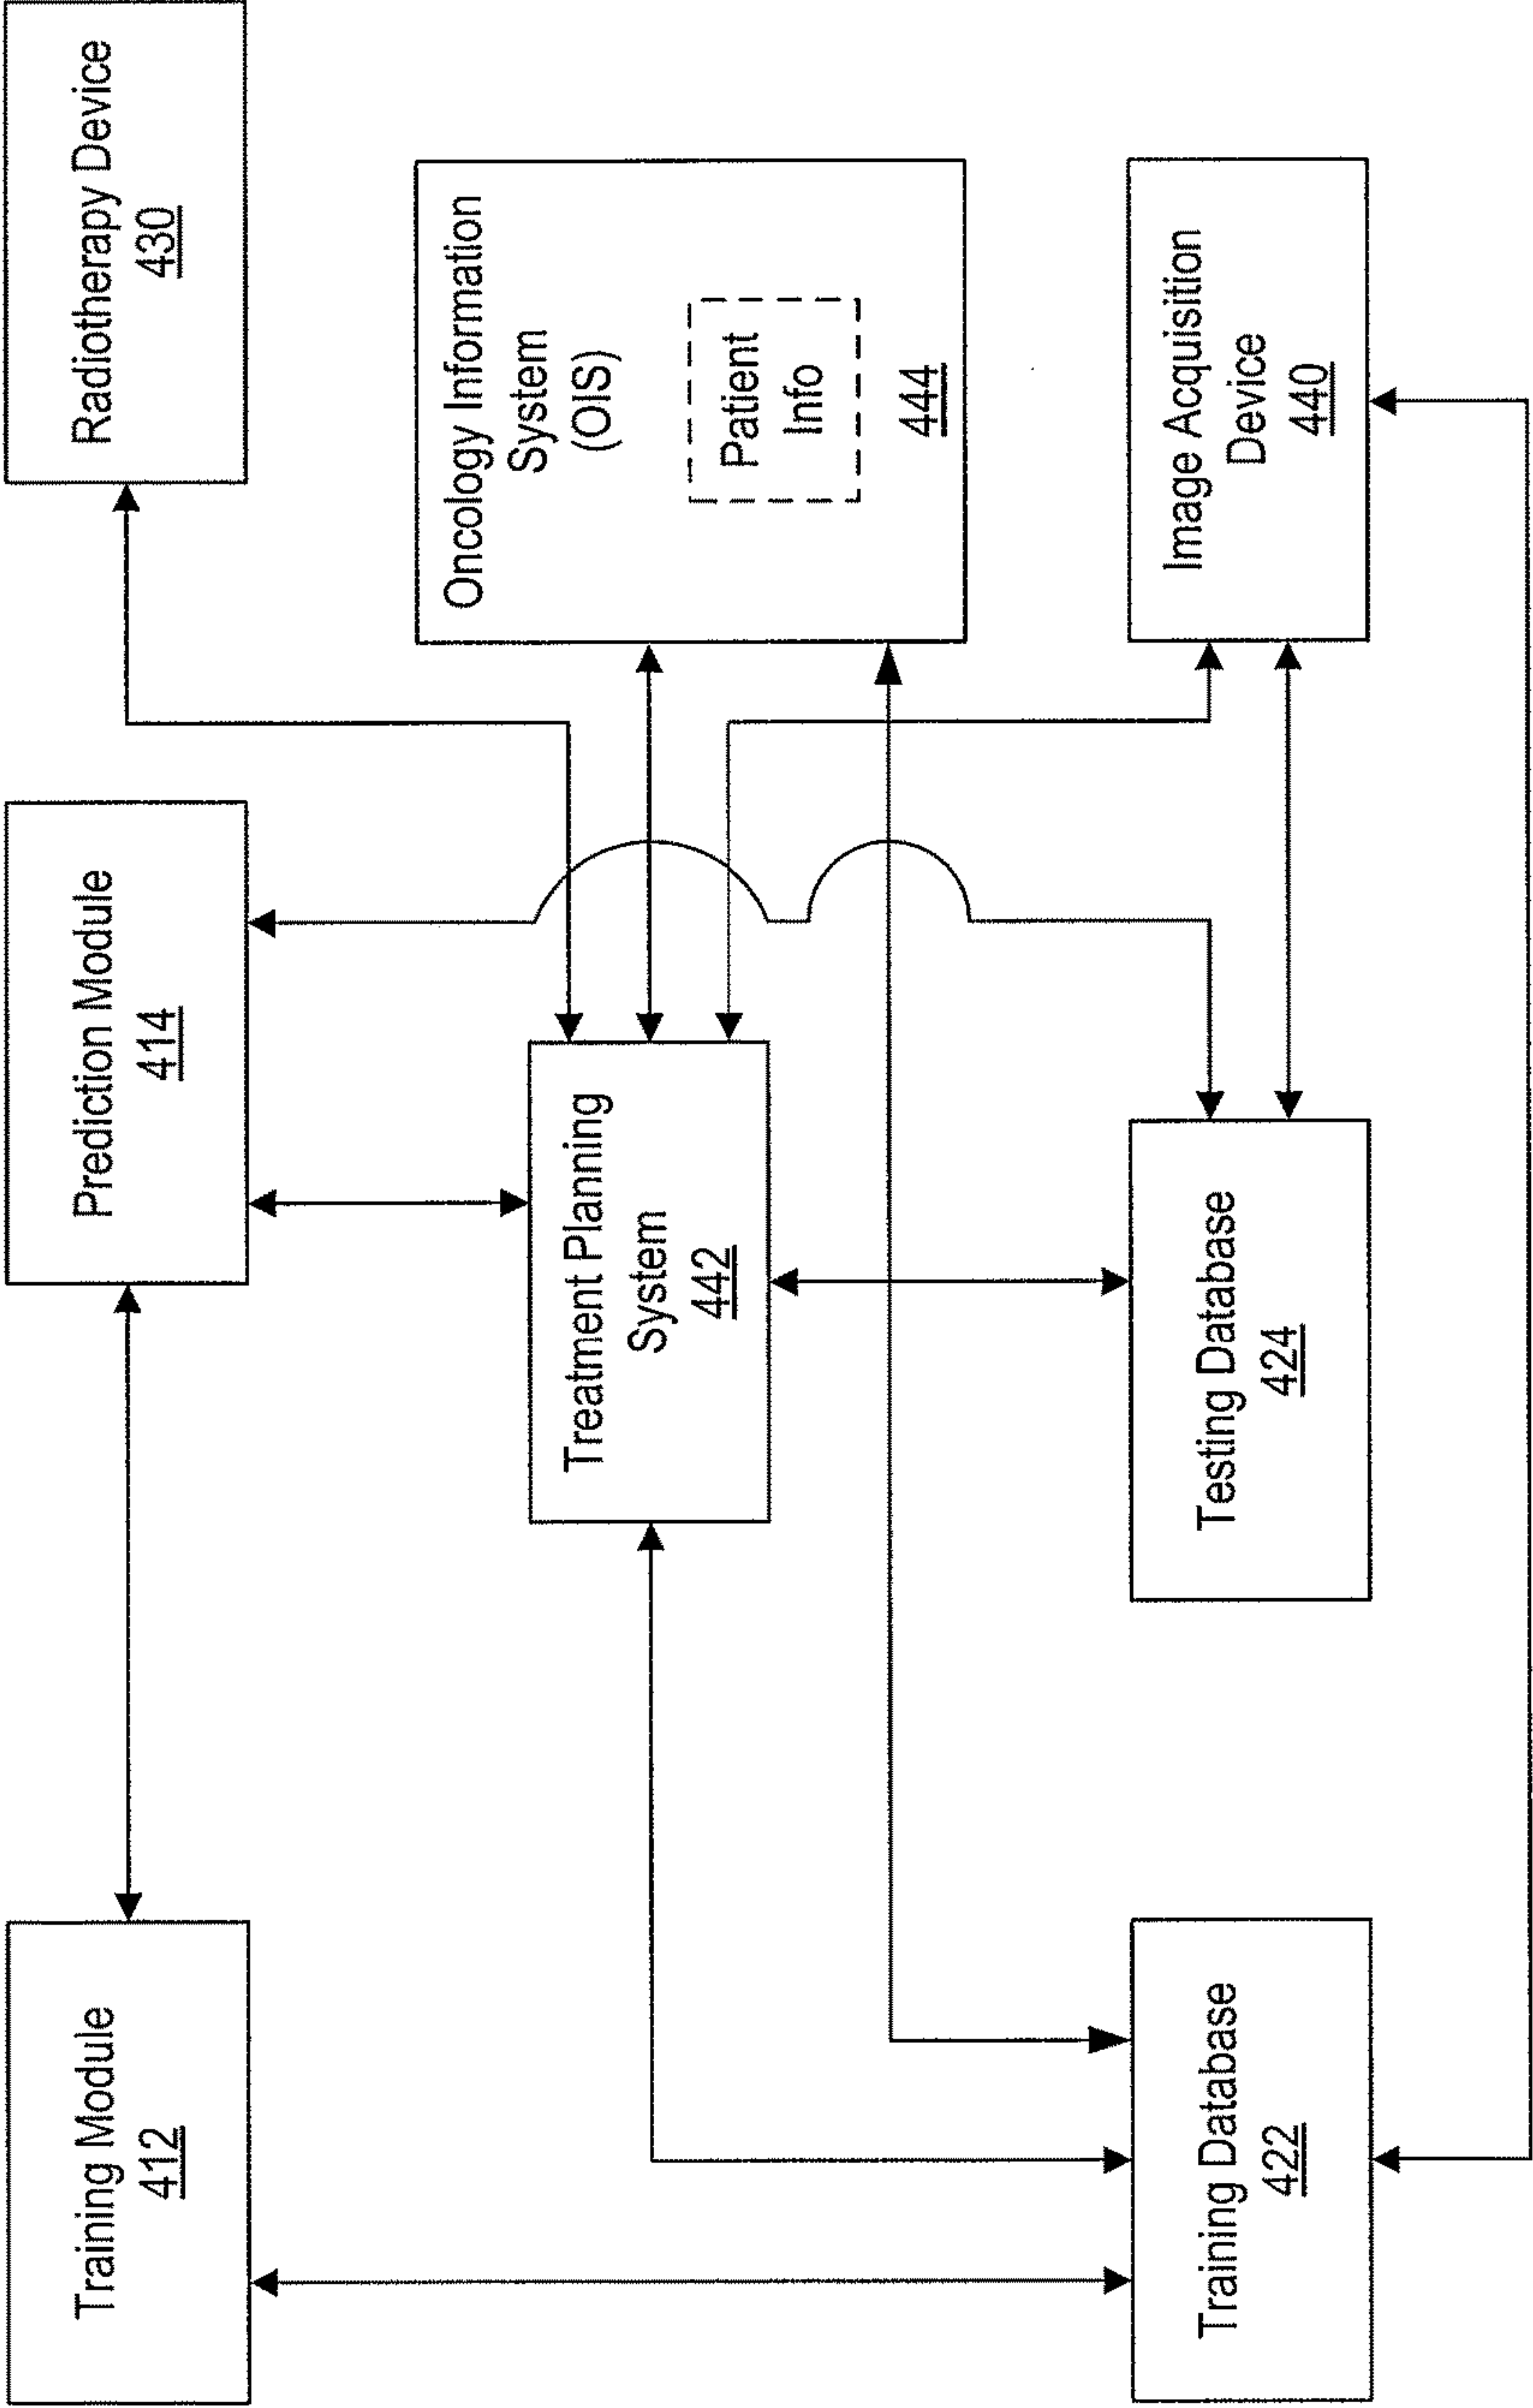 Training Module
412
Prediction Module
414
Radiotherapy Device
430
Treatment Planning
System
442
Oncology Information
System
(OIS)
Patient
Info
444
Training Database
422
Testing Database
424
Image Acquisition
Device
440